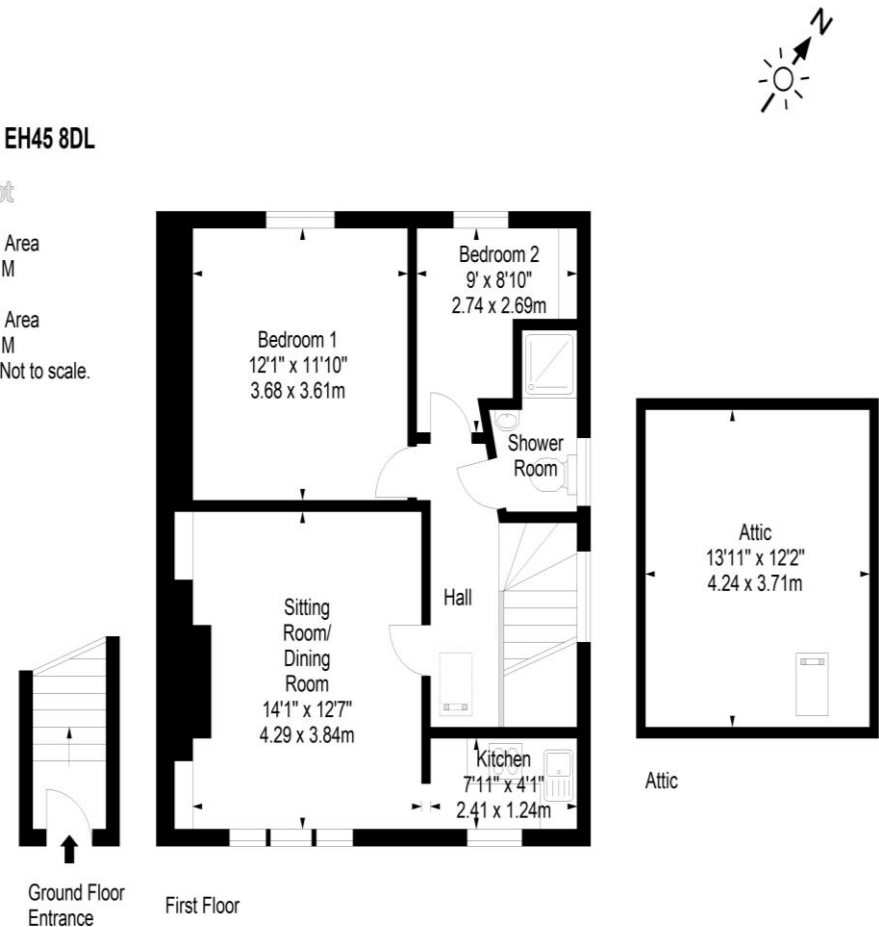 N
EH45 8DL
Area
M
Area
M
Not to scale.
Bedroom 1
12'1" x 11'10"
3.68 x 3.61m
Bedroom 2
9' x 8'10"
2.74 x 2.69m
Shower
Room
Attic
13'11" x 12'2"
4.24 x 3.71m
Hall
Sitting
Room/
Dining
Room
14'1" x 12'7"
4.29 x 3.84m
Kitchen
7'11" x 4'1"
2.41 x 1.24m
Attic
Ground Floor
Entrance
First Floor